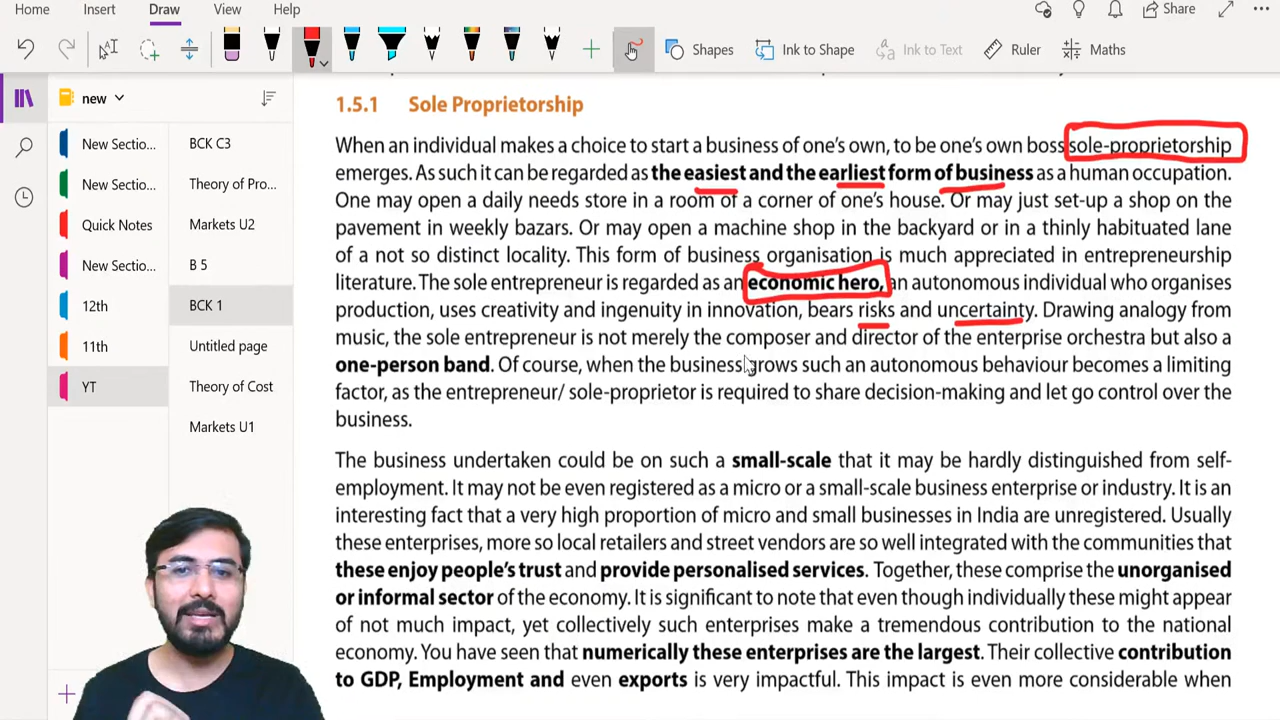 Home Insert Draw View Help Share
Shapes Ink to Shape Ink to Text Ruler Maths
new
New Sectio...
New Sectio...
Quick Notes
New Sectio...
12th
11th
YT
BCK C3
Theory of Pro...
Markets U2
B 5
BCK 1
Untitled page
Theory of Cost
Markets U1
1.5.1 Sole Proprietorship
When an individual makes a choice to start a business of one's own, to be one's own boss sole-proprietorship
emerges. As such it can be regarded as the easiest and the earliest form of business as a human occupation.
One may open a daily needs store in a room of a corner of one's house. Or may just set-up a shop on the
pavement in weekly bazars. Or may open a machine shop in the backyard or in a thinly habituated lane
of a not so distinct locality. This form of business organisation is much appreciated in entrepreneurship
literature. The sole entrepreneur is regarded as an economic hero, an autonomous individual who organises
production, uses creativity and ingenuity in innovation, bears risks and uncertainty. Drawing analogy from
music, the sole entrepreneur is not merely the composer and director of the enterprise orchestra but also a
one-person band. Of course, when the business grows such an autonomous behaviour becomes a limiting
factor, as the entrepreneur/ sole-proprietor is required to share decision-making and let go control over the
business.
The business undertaken could be on such a small-scale that it may be hardly distinguished from self-
employment. It may not be even registered as a micro or a small-scale business enterprise or industry. It is an
interesting fact that a very high proportion of micro and small businesses in India are unregistered. Usually
these enterprises, more so local retailers and street vendors are so well integrated with the communities that
these enjoy people's trust and provide personalised services. Together, these comprise the unorganised
or informal sector of the economy. It is significant to note that even though individually these might appear
of not much impact, yet collectively such enterprises make a tremendous contribution to the national
economy. You have seen that numerically these enterprises are the largest. Their collective contribution
to GDP, Employment and even exports is very impactful. This impact is even more considerable when